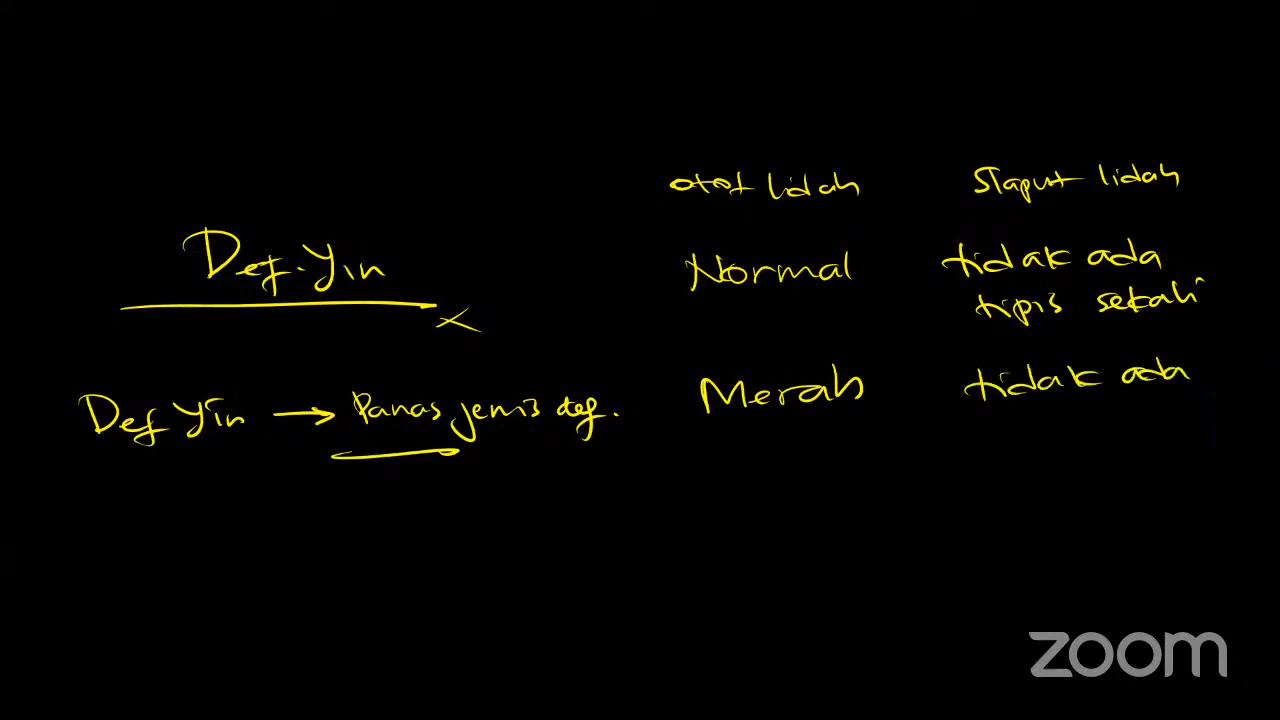 otot lidah Slaput lidah
Def. Yin Normal tidak ada
tipis sekali
Def Yin → Panas jenis def. Merah tidak ada
zoom